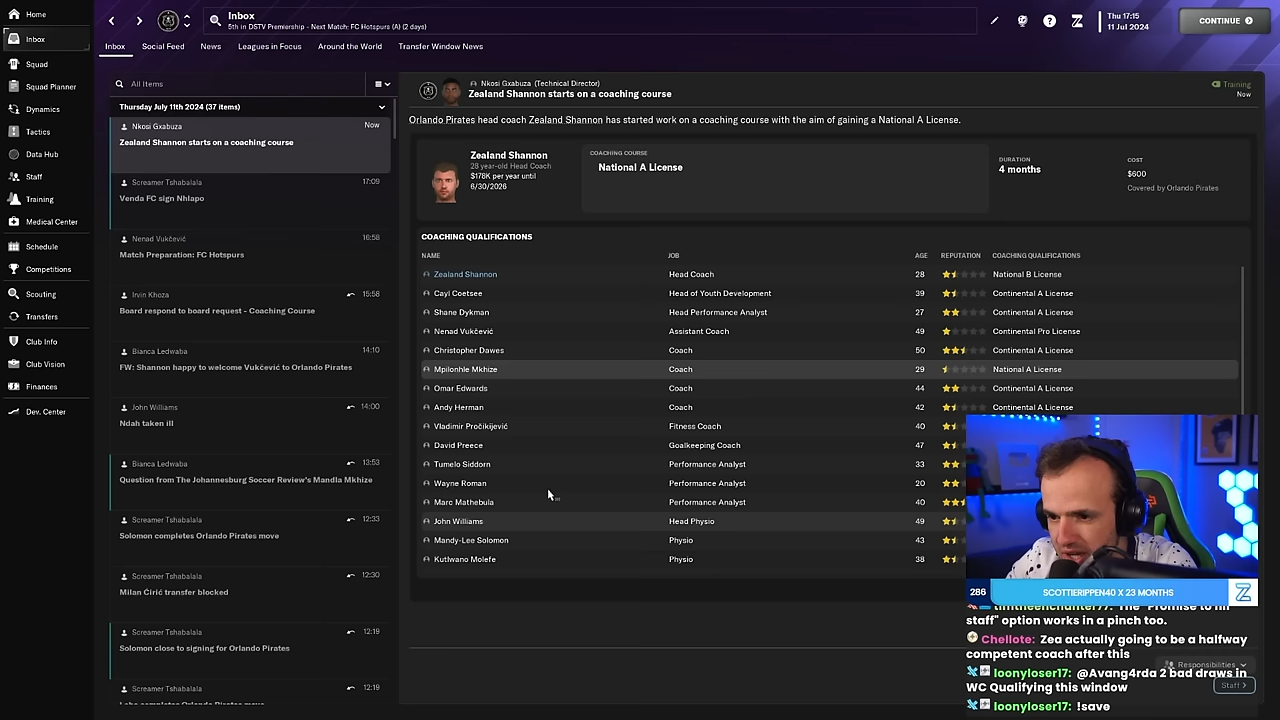 Home
Inbox
Squad
Squad Planner
Dynamics
Tactics
Data Hub
Staff
Training
Medical Center
Schedule
Competitions
Scouting
Transfers
Club Info
Club Vision
Finances
Dev. Center
Inbox
5th in DSTV Premiership - Next Match: FC Hotspurs (A) (2 days)
Thu 17:15
11 Jul 2024
CONTINUE
Inbox Social Feed News Leagues in Focus Around the World Transfer Window News
All Items
Thursday July 11th 2024 (37 items)
Nkosi Gxabuza Now
Zealand Shannon starts on a coaching course
Screamer Tshabalala 17:09
Venda FC sign Nhlapo
Nenad Vukčević 16:58
Match Preparation: FC Hotspurs
Irvin Khoza 15:58
Board respond to board request - Coaching Course
Bianca Ledwaba 14:10
FW: Shannon happy to welcome Vukčević to Orlando Pirates
John Williams 14:00
Ndah taken ill
Bianca Ledwaba 13:53
Question from The Johannesburg Soccer Review's Mandla Mkhize
Screamer Tshabalala 12:33
Solomon completes Orlando Pirates move
Screamer Tshabalala 12:30
Milan Ćirić transfer blocked
Screamer Tshabalala 12:19
Solomon close to signing for Orlando Pirates
Screamer Tshabalala 12:19
completes Orlando Pirates move
Nkosi Gxabuza (Technical Director)
Zealand Shannon starts on a coaching course
Training
Now
Orlando Pirates head coach Zealand Shannon has started work on a coaching course with the aim of gaining a National A License.
Zealand Shannon
28 year-old Head Coach
$178K per year until
6/30/2026
COACHING COURSE
National A License
DURATION
4 months
COST
$600
Covered by Orlando Pirates
COACHING QUALIFICATIONS
NAME JOB AGE REPUTATION COACHING QUALIFICATIONS
Zealand Shannon Head Coach 28 National B License
Cayl Coetsee Head of Youth Development 39 Continental A License
Shane Dykman Head Performance Analyst 27 Continental A License
Nenad Vukčević Assistant Coach 49 Continental Pro License
Christopher Dawes Coach 50 Continental A License
Mpilonhle Mkhize Coach 29 National A License
Omar Edwards Coach 44 Continental A License
Andy Herman Coach 42 Continental A License
Vladimir Pročikijević Fitness Coach 40
David Preece Goalkeeping Coach 47
Tumelo Siddorn Performance Analyst 33
Wayne Roman Performance Analyst 20
Marc Mathebula Performance Analyst 40
John Williams Head Physio 49
Mandy-Lee Solomon Physio 43
Kutlwano Molefe Physio 38
286 SCOTTIERIPPEN40 X 23 MONTHS Z
timtheenchanter77: The "Promise to hir
staff" option works in a pinch too.
Chellote: Zea actually going to be a halfway
competent coach after this
loonyloser17: @Avang4rda 2 bad draws in
WC Qualifying this window
loonyloser17: !save
Responsibilities
Staff >